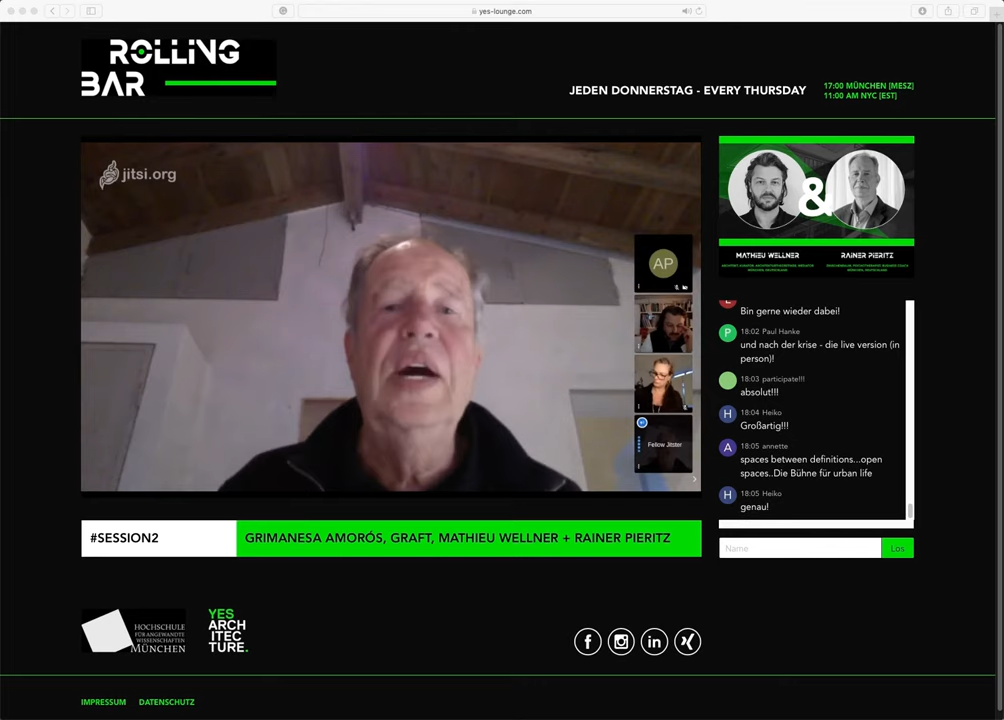 yes-lounge.com
ROLLING
BAR
JEDEN DONNERSTAG - EVERY THURSDAY
17:00 MÜNCHEN [MESZ]
11:00 AM NYC [EST]
jitsi.org
AP
Fellow Jitster
&
MATHIEU WELLNER
RAINER PIERITZ
Bin gerne wieder dabei!
P
18:02 Paul Hanke
und nach der krise - die live version (in
person)!
18:03 participate!!!
absolut!!!
H
18:04 Heiko
Großartig!!!
A
18:05 annette
spaces between definitions...open
spaces..Die Bühne für urban life
H
18:05 Heiko
genau!
Name
Los
#SESSION2
GRIMANESA AMORÓS, GRAFT, MATHIEU WELLNER + RAINER PIERITZ
HOCHSCHULE
FÜR ANGEWANDTE
WISSENSCHAFTEN
MÜNCHEN
YES
ARCH
ITEC
TURE.
IMPRESSUM
DATENSCHUTZ